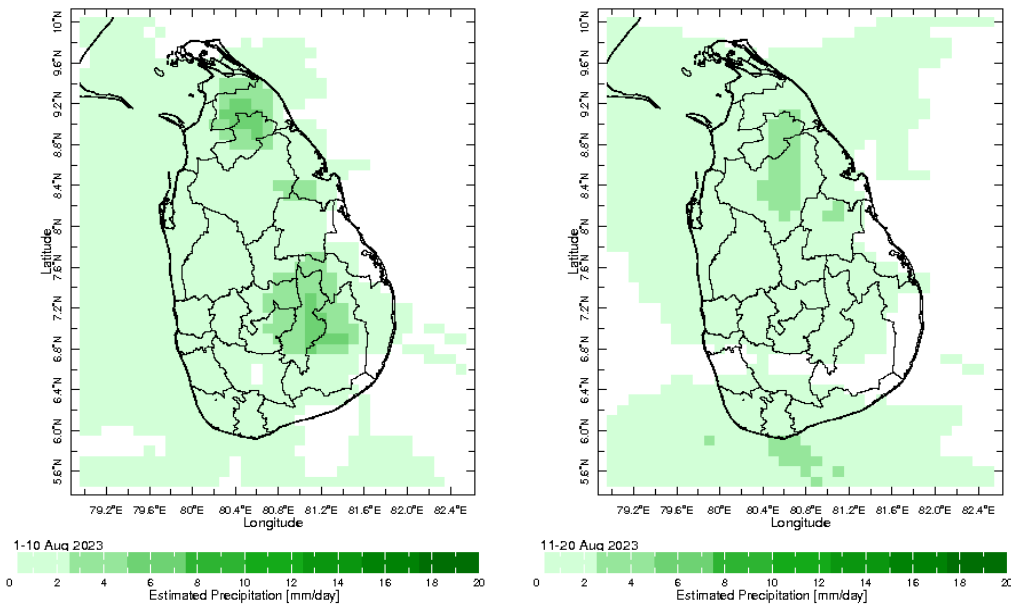 10°N
9.6°N
9.2°N
8.8°N
8.4°N
8°N
7.6°N
7.2°N
6.8°N
6.4°N
6.0°N
5.6°N
Latitude
79.2°E 79.6°E 80°E 80.4°E 80.8°E 81.2°E 81.6°E 82.0°E 82.4°E
Longitude
1-10 Aug 2023
0 2 4 6 8 10 12 14 16 18 20
Estimated Precipitation [mm/day]
10°N
9.6°N
9.2°N
8.8°N
8.4°N
8°N
7.6°N
7.2°N
6.8°N
6.4°N
6.0°N
5.6°N
Latitude
79.2°E 79.6°E 80°E 80.4°E 80.8°E 81.2°E 81.6°E 82.0°E 82.4°E
Longitude
11-20 Aug 2023
0 2 4 6 8 10 12 14 16 18 20
Estimated Precipitation [mm/day]